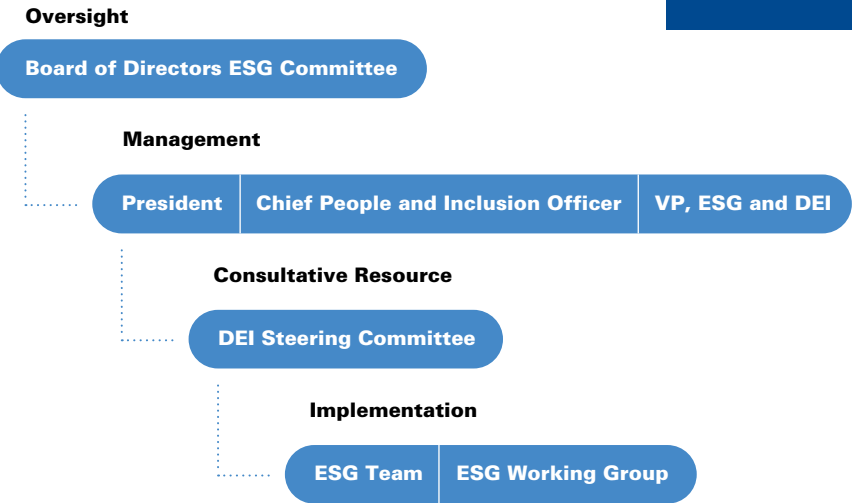 Oversight
Board of Directors ESG Committee
Management
President Chief People and Inclusion Officer VP, ESG and DEI
Consultative Resource
DEI Steering Committee
Implementation
ESG Team ESG Working Group